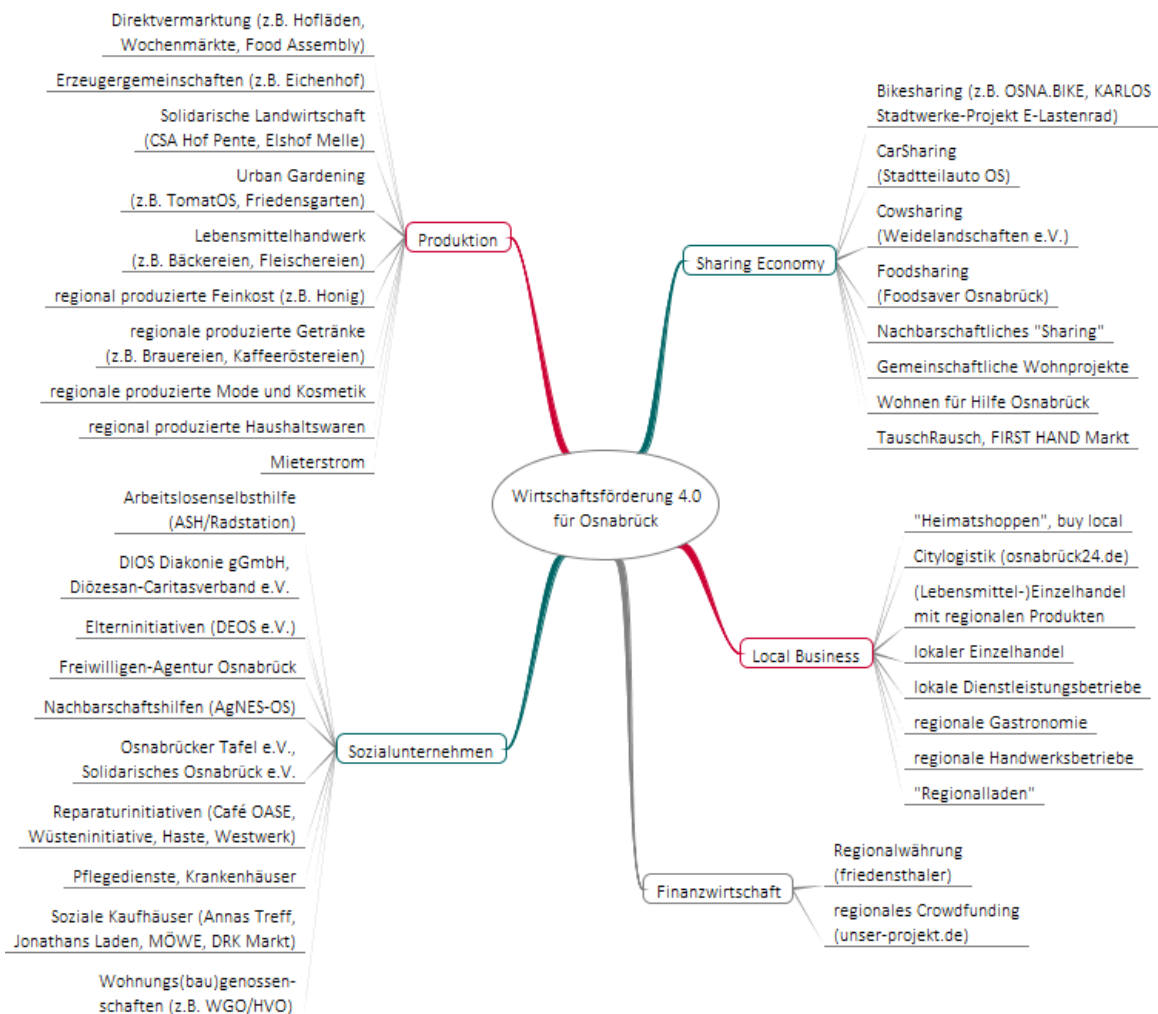 Wirtschaftsförderung 4.0
für Osnabrück
Produktion
Direktvermarktung (z.B. Hofläden,
Wochenmärkte, Food Assembly)
Erzeugergemeinschaften (z.B. Eichenhof)
Solidarische Landwirtschaft
(CSA Hof Pente, Elshof Melle)
Urban Gardening
(z.B. TomatOS, Friedensgarten)
Lebensmittelhandwerk
(z.B. Bäckereien, Fleischereien)
regional produzierte Feinkost (z.B. Honig)
regionale produzierte Getränke
(z.B. Brauereien, Kaffeeröstereien)
regionale produzierte Mode und Kosmetik
regional produzierte Haushaltswaren
Mieterstrom
Sozialunternehmen
Arbeitslosenselbsthilfe
(ASH/Radstation)
DIOS Diakonie gGmbH,
Diözesan-Caritasverband e.V.
Elterninitiativen (DEOS e.V.)
Freiwilligen-Agentur Osnabrück
Nachbarschaftshilfen (AgNES-OS)
Osnabrücker Tafel e.V.,
Solidarisches Osnabrück e.V.
Reparaturinitiativen (Café OASE,
Wüsteninitiative, Haste, Westwerk)
Pflegedienste, Krankenhäuser
Soziale Kaufhäuser (Annas Treff,
Jonathans Laden, MÖWE, DRK Markt)
Wohnungs(bau)genossen-
schaften (z.B. WGO/HVO)
Sharing Economy
Bikesharing (z.B. OSNA.BIKE, KARLOS
Stadtwerke-Projekt E-Lastenrad)
CarSharing
(Stadtteilauto OS)
Cowsharing
(Weidelandschaften e.V.)
Foodsharing
(Foodsaver Osnabrück)
Nachbarschaftliches "Sharing"
Gemeinschaftliche Wohnprojekte
Wohnen für Hilfe Osnabrück
TauschRausch, FIRST HAND Markt
Local Business
"Heimatshoppen", buy local
Citylogistik (osnabrück24.de)
(Lebensmittel-)Einzelhandel
mit regionalen Produkten
lokaler Einzelhandel
lokale Dienstleistungsbetriebe
regionale Gastronomie
regionale Handwerksbetriebe
"Regionalladen"
Finanzwirtschaft
Regionalwährung
(friedensthaler)
regionales Crowdfunding
(unser-projekt.de)